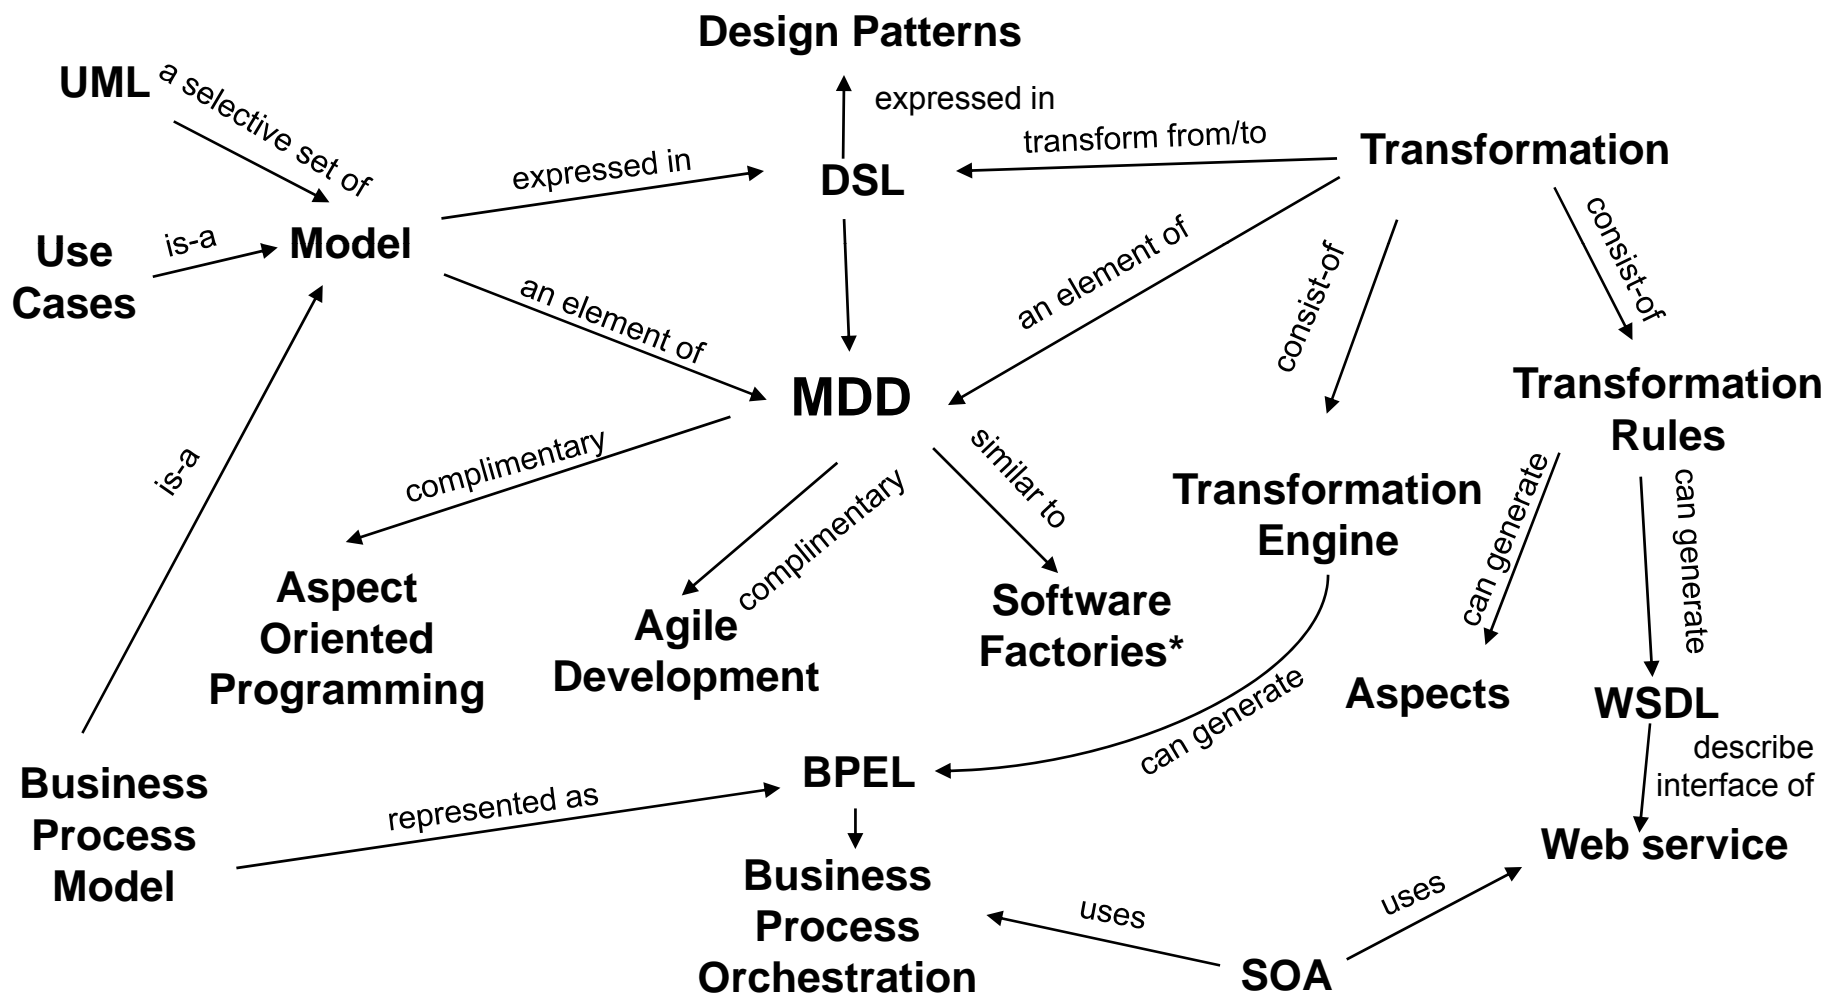 Design Patterns
UML
a selective set of
expressed in
transform from/to
Transformation
expressed in
DSL
consist-of
Use
Cases
is-a
Model
an element of
an element of
consist-of
MDD
Transformation
Rules
is-a
complimentary
complimentary
similar to
Transformation
Engine
can generate
can generate
Aspect
Oriented
Programming
Agile
Development
Software
Factories*
Aspects
WSDL
can generate
describe
interface of
Business
Process
Model
represented as
BPEL
Web service
Business
Process
Orchestration
uses
uses
SOA